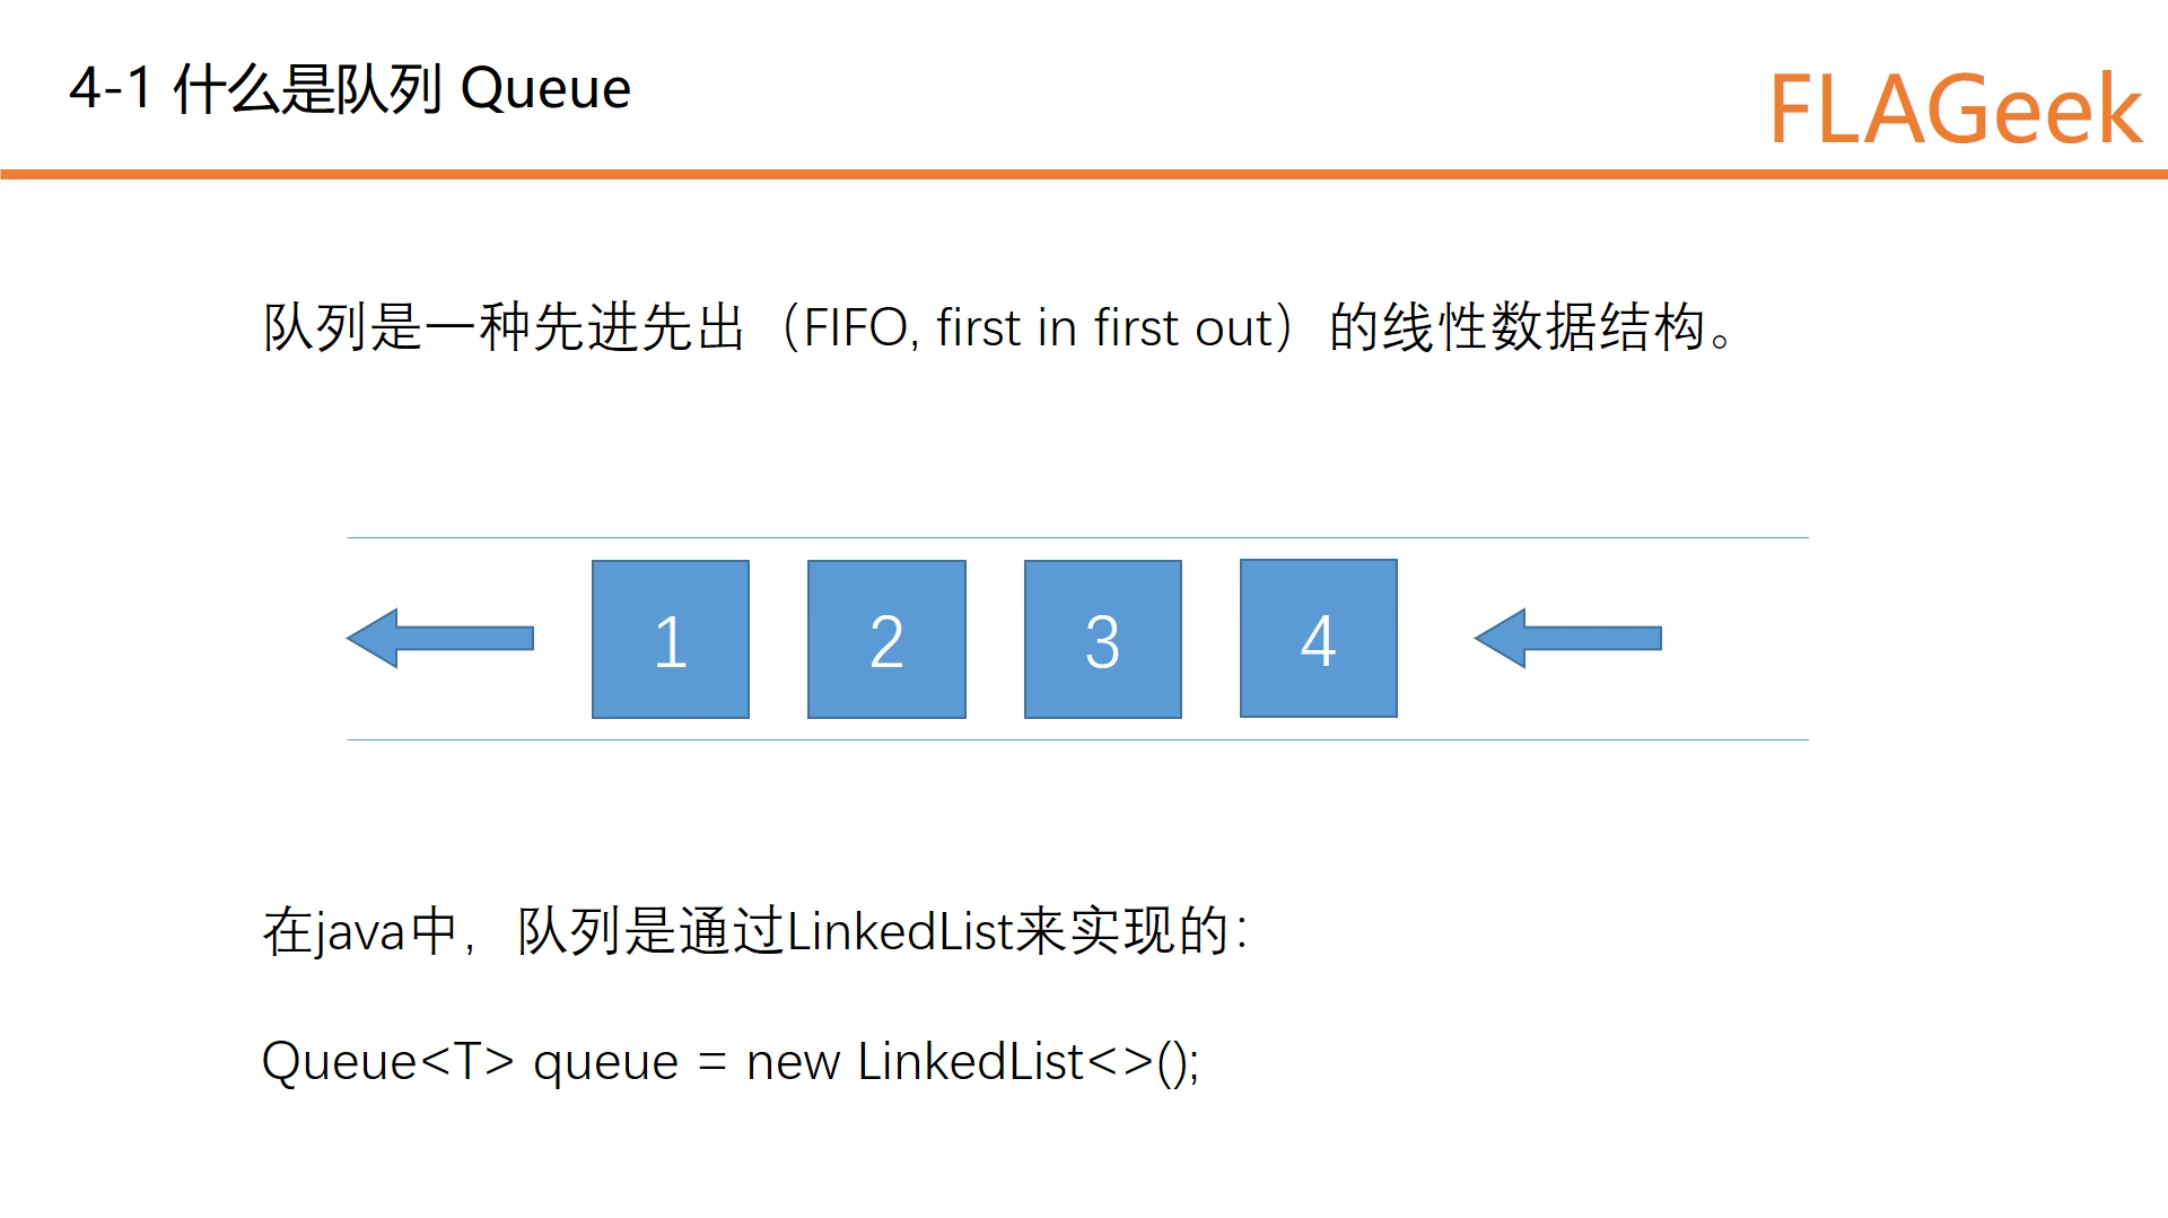 4-1 什么是队列 Queue
FLAGeek
队列是一种先进先出（FIFO, first in first out）的线性数据结构。
1 2 3 4
在java中，队列是通过LinkedList来实现的：
Queue<T> queue = new LinkedList<>();